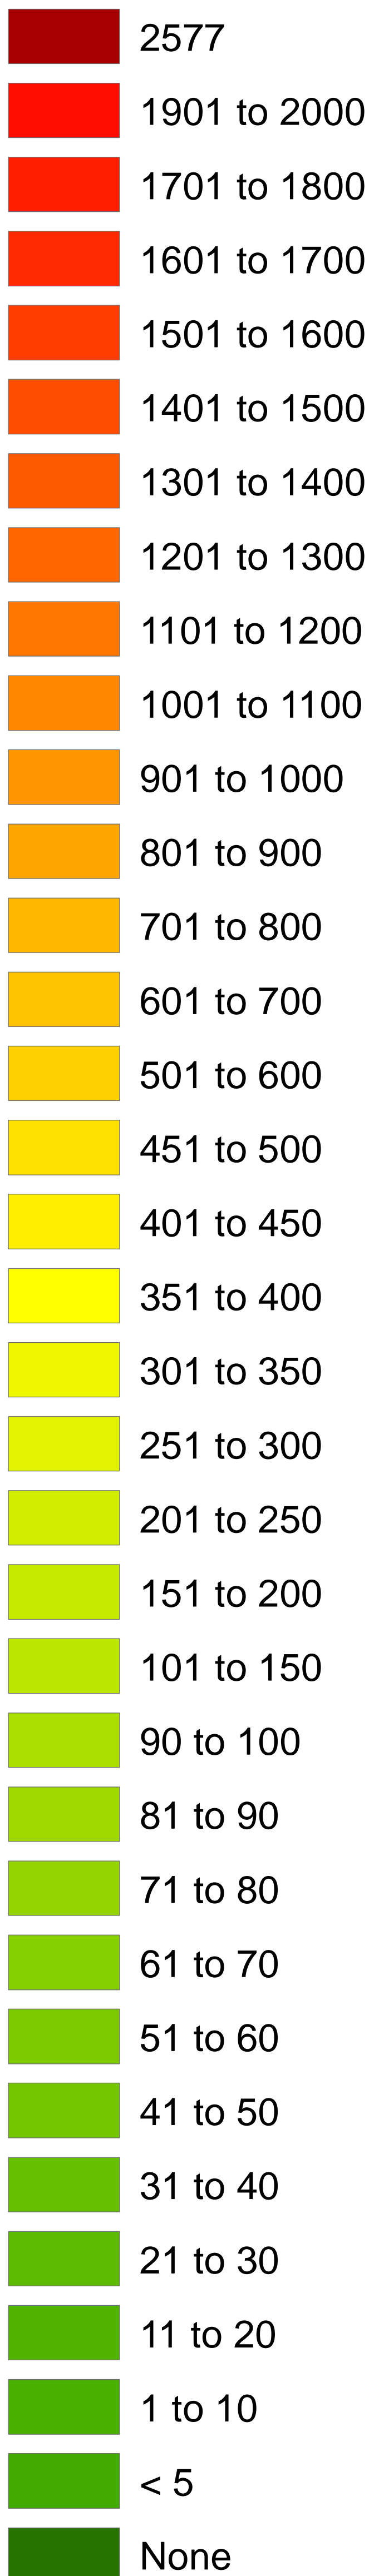 2577
1901 to 2000
1701 to 1800
1601 to 1700
1501 to 1600
1401 to 1500
1301 to 1400
1201 to 1300
1101 to 1200
1001 to 1100
901 to 1000
801 to 900
701 to 800
601 to 700
501 to 600
451 to 500
401 to 450
351 to 400
301 to 350
251 to 300
201 to 250
151 to 200
101 to 150
90 to 100
81 to 90
71 to 80
61 to 70
51 to 60
41 to 50
31 to 40
21 to 30
11 to 20
1 to 10
< 5
None